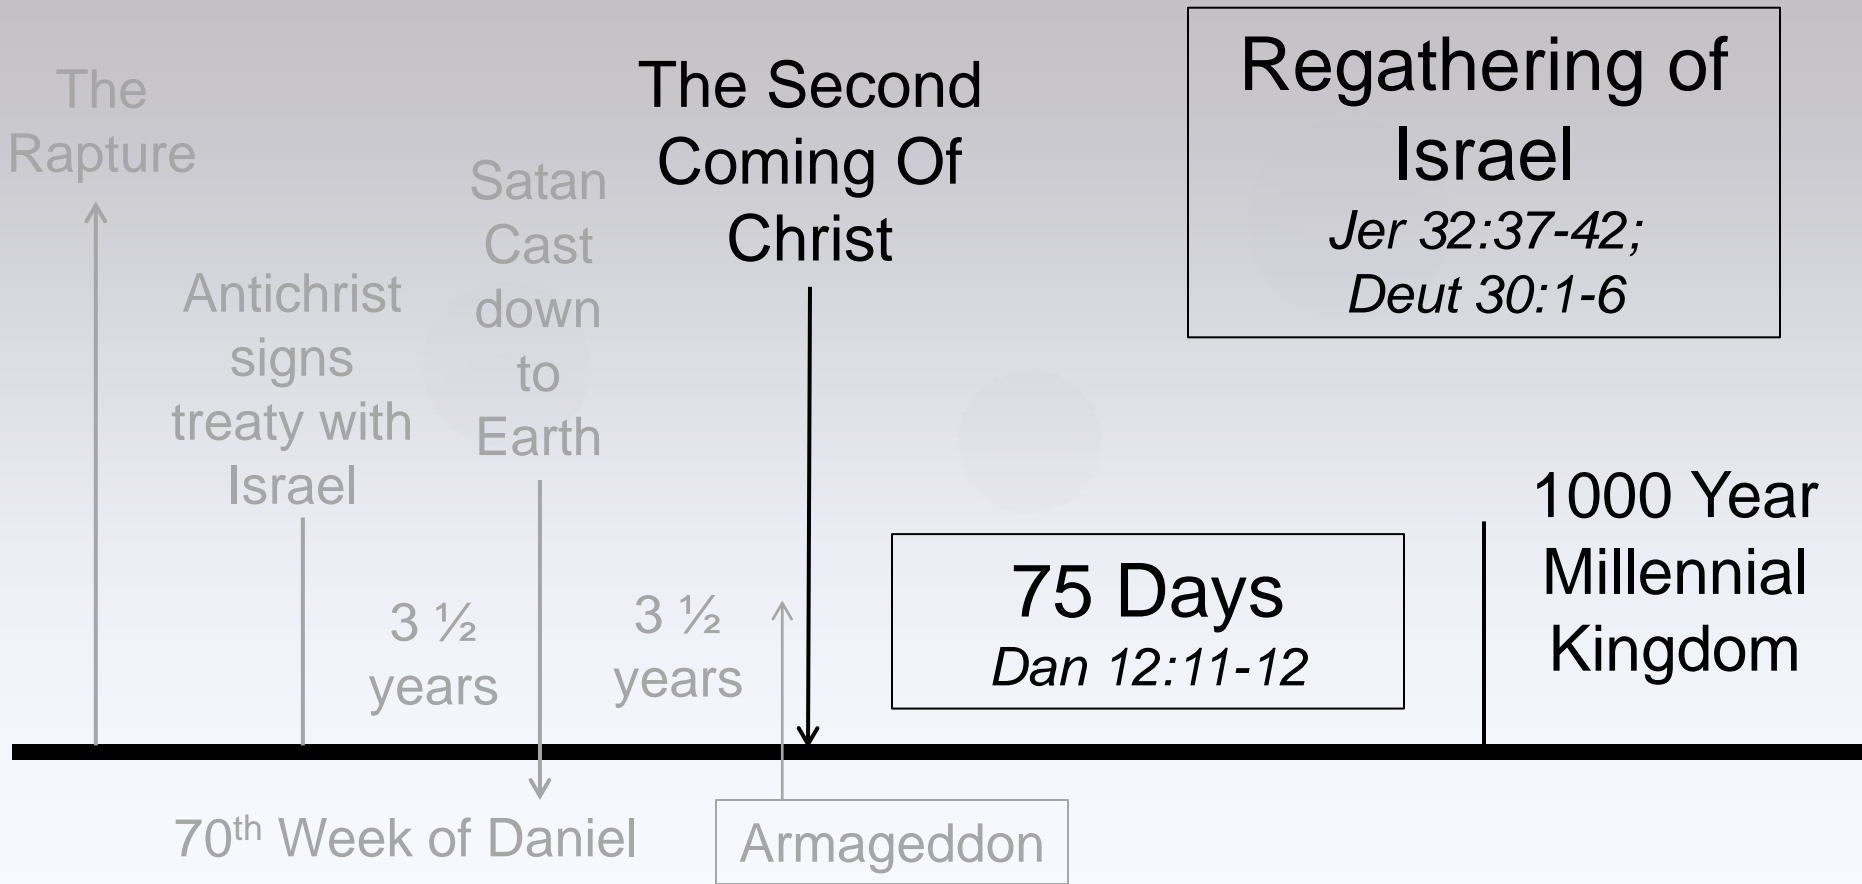 The
Rapture
Antichrist
signs
treaty with
Israel
3 ½
years
Satan
Cast
down
to
Earth
3 ½
years
The Second
Coming Of
Christ
Regathering of
Israel
Jer 32:37-42;
Deut 30:1-6
75 Days
Dan 12:11-12
1000 Year
Millennial
Kingdom
70th Week of Daniel
Armageddon